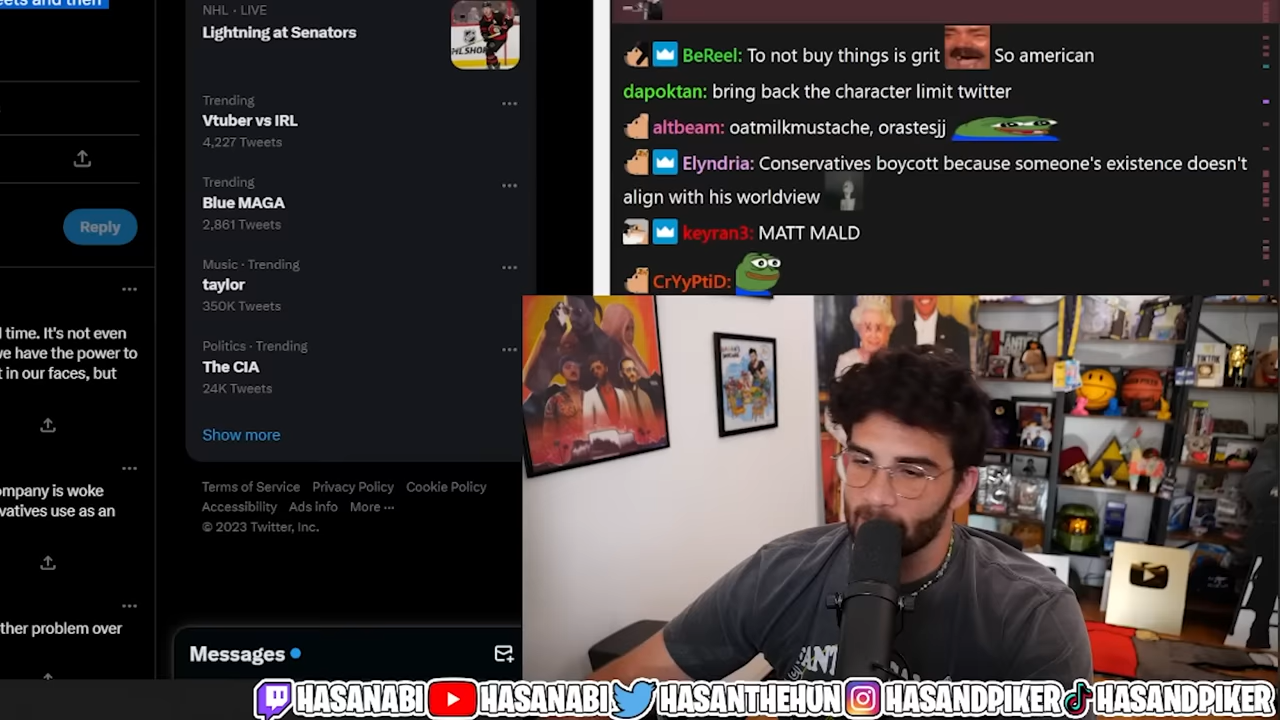 eets and then
Reply
l time. It's not even
ve have the power to
t in our faces, but
ompany is woke
vatives use as an
ther problem over
NHL · LIVE
Lightning at Senators
Trending
Vtuber vs IRL
4,227 Tweets
Trending
Blue MAGA
2,861 Tweets
Music · Trending
taylor
350K Tweets
Politics · Trending
The CIA
24K Tweets
Show more
Terms of Service Privacy Policy Cookie Policy
Accessibility Ads info More ···
© 2023 Twitter, Inc.
Messages
BeReel: To not buy things is grit So american
dapoktan: bring back the character limit twitter
altbeam: oatmilkmustache, orastesjj
Elyndria: Conservatives boycott because someone's existence doesn't
align with his worldview
keyran3: MATT MALD
CrYyPtiD:
HASANABI HASANABI HASANTHEHUN HASANDPIKER HASANDPIKER